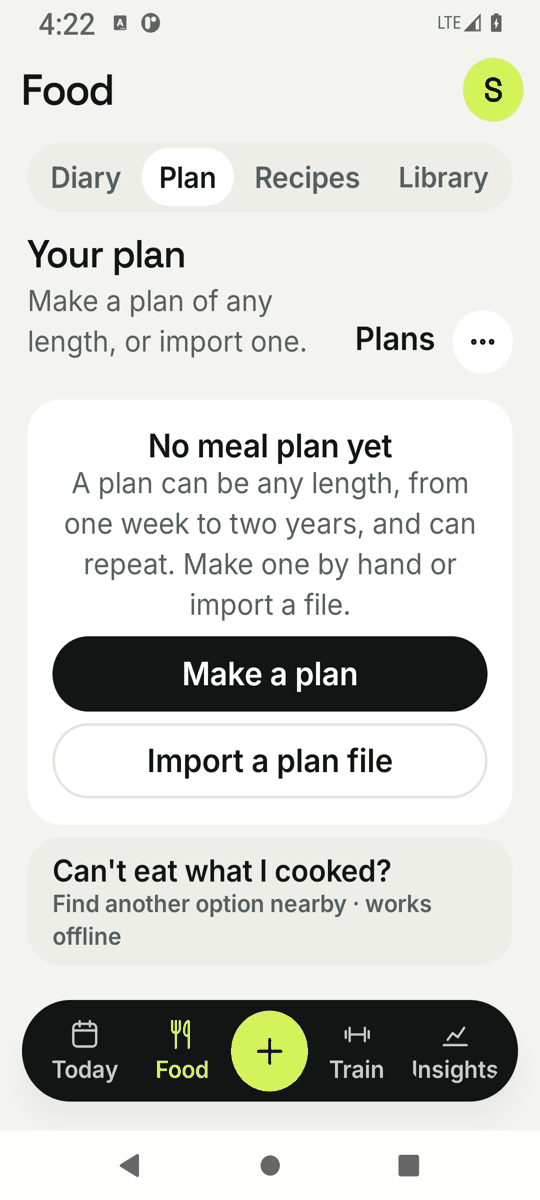 4:22
LTE
Food
S
Diary
Plan
Recipes
Library
Your plan
Make a plan of any
length, or import one.
Plans
No meal plan yet
A plan can be any length, from
one week to two years, and can
repeat. Make one by hand or
import a file.
Make a plan
Import a plan file
Can't eat what I cooked?
Find another option nearby · works
offline
Today
Food
Train
Insights